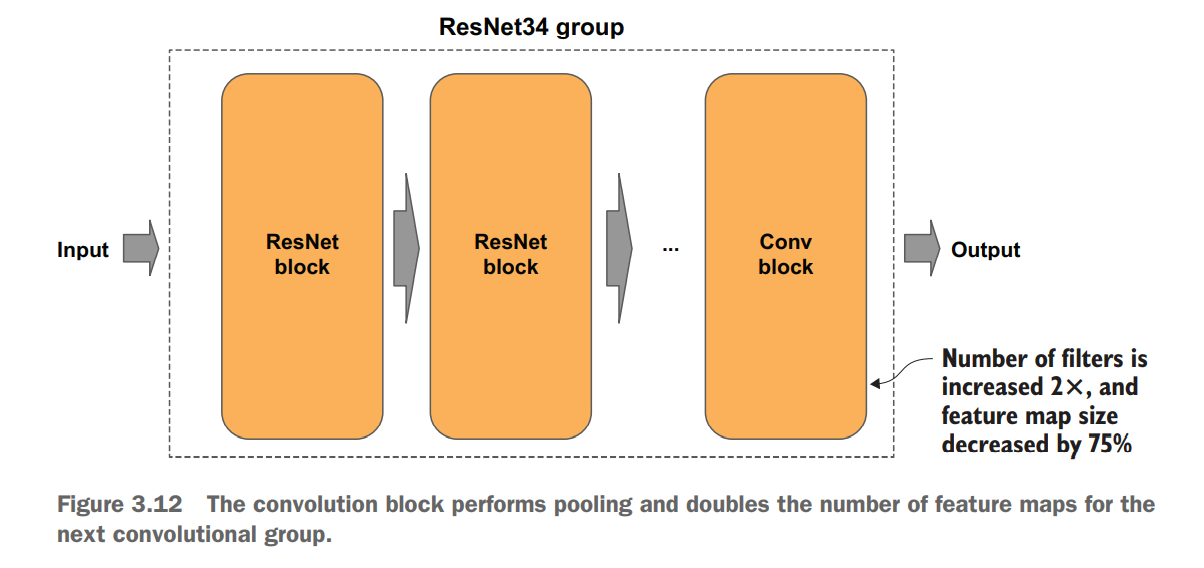 ResNet34 group
Input
ResNet
block
ResNet
block
...
Conv
block
Output
Number of filters is
increased 2×, and
feature map size
decreased by 75%
Figure 3.12 The convolution block performs pooling and doubles the number of feature maps for the
next convolutional group.